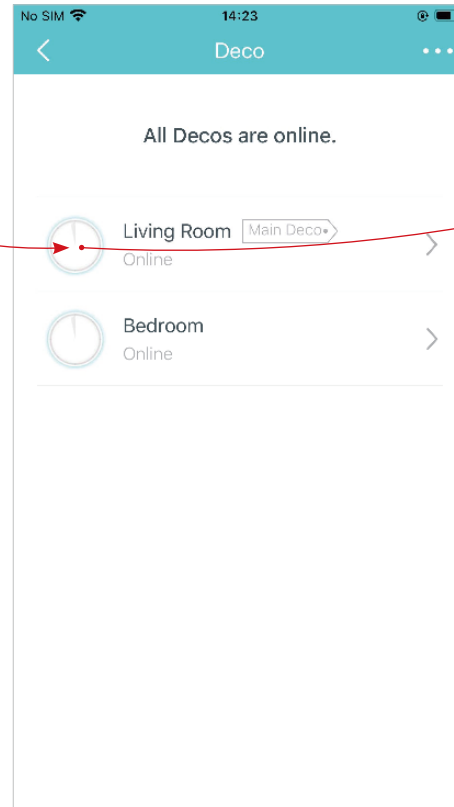 No SIM 14:23
Deco
All Decos are online.
Living Room Main Deco
Online
Bedroom
Online